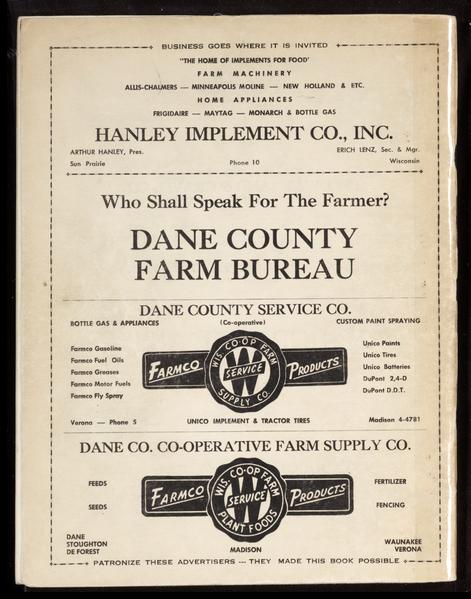 BUSINESS GOES WHERE IT IS INVITED
"THE HOME OF IMPLEMENTS FOR FOOD'
FARM MACHINERY
ALLIS-CHALMERS — MINNEAPOLIS MOLINE — NEW HOLLAND & ETC.
HOME APPLIANCES
FRIGIDAIRE — MAYTAG — MONARCH & BOTTLE GAS
HANLEY IMPLEMENT CO., INC.
ARTHUR HANLEY, Pres. ERICH LENZ, Sec. & Mgr.
Sun Prairie Phone 10 Wisconsin
Who Shall Speak For The Farmer?
DANE COUNTY
FARM BUREAU
DANE COUNTY SERVICE CO.
BOTTLE GAS & APPLIANCES (Co-operative) CUSTOM PAINT SPRAYING
Farmco Gasoline
Farmco Fuel Oils
Farmco Greases
Farmco Motor Fuels
Farmco Fly Spray
WIS. CO-OP FARM
FARMCO SERVICE PRODUCTS
W
SUPPLY CO.
Unico Paints
Unico Tires
Unico Batteries
DuPont 2,4-D
DuPont D.D.T.
Verona — Phone 5 UNICO IMPLEMENT & TRACTOR TIRES Madison 4-4781
DANE CO. CO-OPERATIVE FARM SUPPLY CO.
FEEDS
SEEDS
WIS. CO-OP FARM
FARMCO SERVICE PRODUCTS
W
PLANT FOODS
FERTILIZER
FENCING
DANE
STOUGHTON
DE FOREST
MADISON
WAUNAKEE
VERONA
PATRONIZE THESE ADVERTISERS --- THEY MADE THIS BOOK POSSIBLE